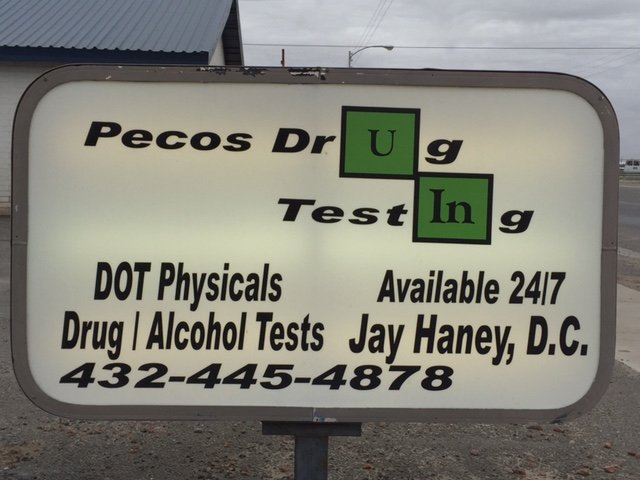 Pecos DrUg
TestIng
DOT Physicals
Drug | Alcohol Tests
432-445-4878
Available 24/7
Jay Haney, D.C.